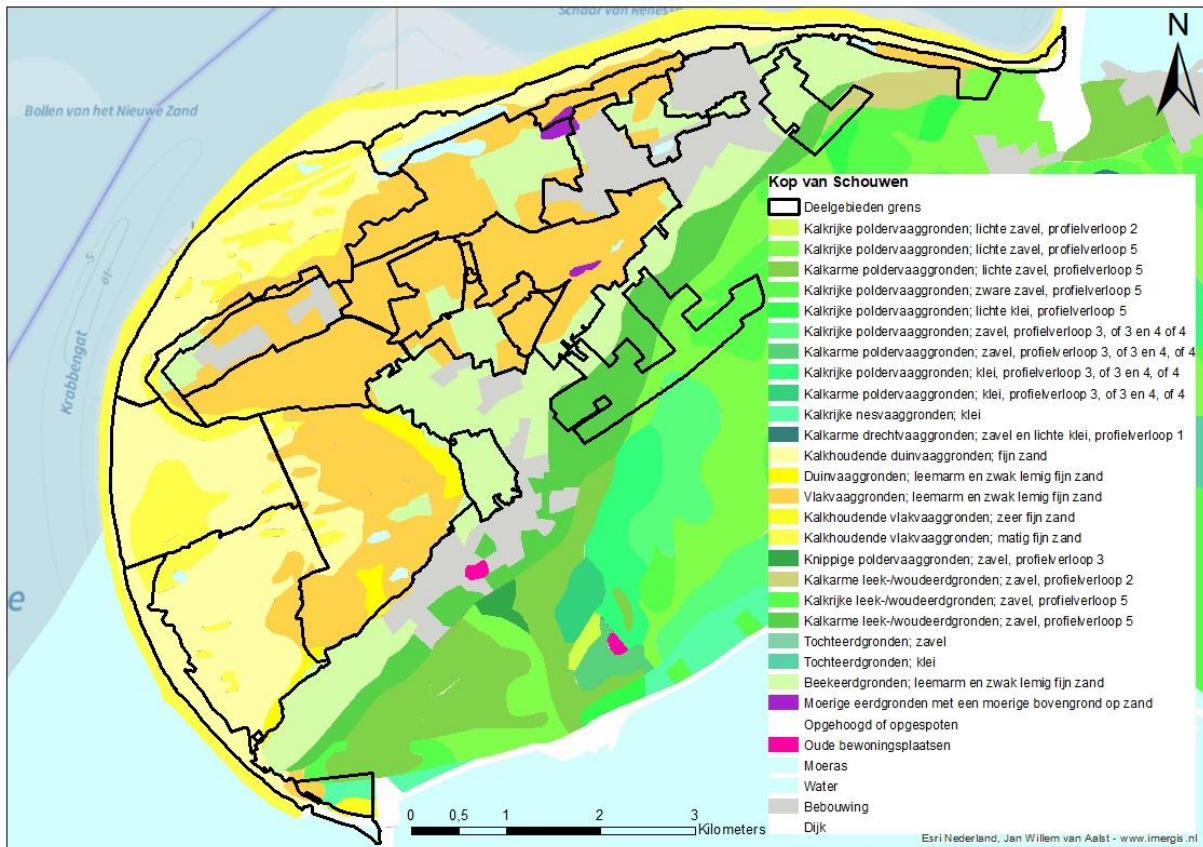 Schaar van Renesse
N
Bollen van het Nieuwe Zand
Krabbengat
e
Kop van Schouwen
Deelgebieden grens
Kalkrijke poldervaaggronden; lichte zavel, profielverloop 2
Kalkrijke poldervaaggronden; lichte zavel, profielverloop 5
Kalkarme poldervaaggronden; lichte zavel, profielverloop 5
Kalkrijke poldervaaggronden; zware zavel, profielverloop 5
Kalkrijke poldervaaggronden; lichte klei, profielverloop 5
Kalkrijke poldervaaggronden; zavel, profielverloop 3, of 3 en 4 of 4
Kalkarme poldervaaggronden; zavel, profielverloop 3, of 3 en 4, of 4
Kalkrijke poldervaaggronden; klei, profielverloop 3, of 3 en 4, of 4
Kalkarme poldervaaggronden; klei, profielverloop 3, of 3 en 4, of 4
Kalkrijke nesvaaggronden; klei
Kalkarme drechtvaaggronden; zavel en lichte klei, profielverloop 1
Kalkhoudende duinvaaggronden; fijn zand
Duinvaaggronden; leemarm en zwak lemig fijn zand
Vlakvaaggronden; leemarm en zwak lemig fijn zand
Kalkhoudende vlakvaaggronden; zeer fijn zand
Kalkhoudende vlakvaaggronden; matig fijn zand
Knippige poldervaaggronden; zavel, profielverloop 3
Kalkarme leek-/woudeerdgronden; zavel, profielverloop 2
Kalkrijke leek-/woudeerdgronden; zavel, profielverloop 5
Kalkarme leek-/woudeerdgronden; zavel, profielverloop 5
Tochteerdgronden; zavel
Tochteerdgronden; klei
Beekeerdgronden; leemarm en zwak lemig fijn zand
Moerige eerdgronden met een moerige bovengrond op zand
Opgehoogd of opgespoten
Oude bewoningsplaatsen
Moeras
Water
Bebouwing
Dijk
0 0,5 1 2 3
Kilometers
Esri Nederland, Jan Willem van Aalst - www.imergis.nl